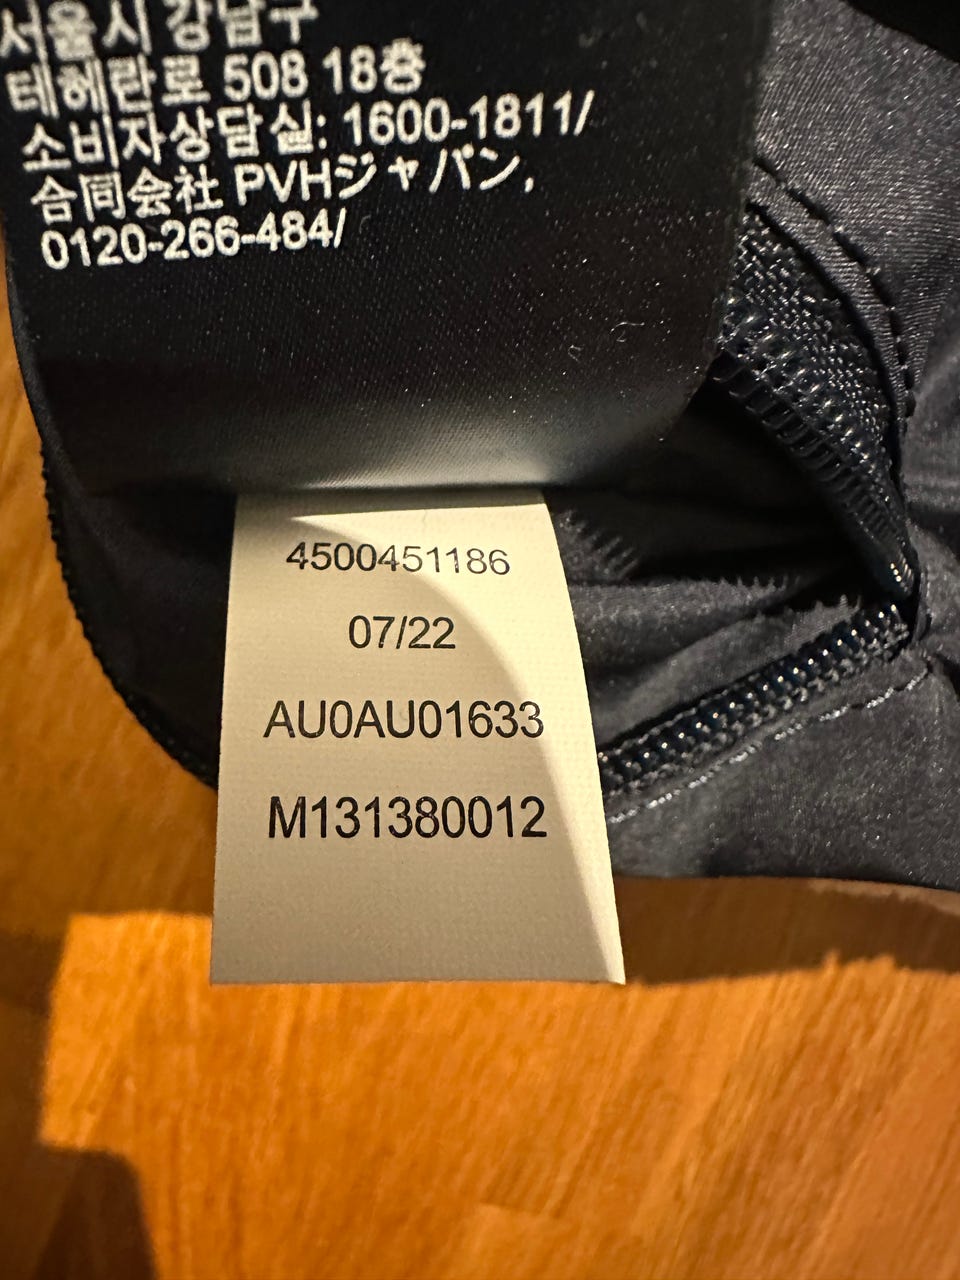 서울시 강남구
테헤란로 508 18층
소비자상담실: 1600-1811/
合同会社 PVHジャパン,
0120-266-484/
4500451186
07/22
AU0AU01633
M131380012